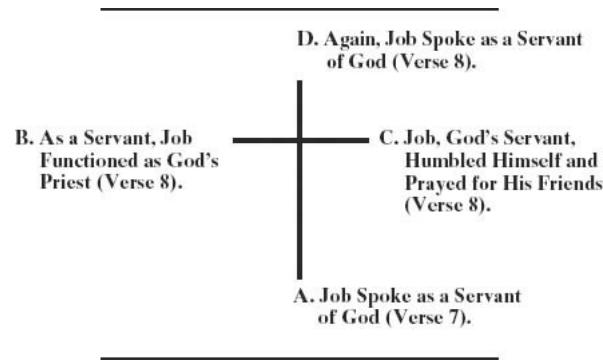 D. Again, Job Spoke as a Servant
of God (Verse 8).
B. As a Servant, Job
Functioned as God's
Priest (Verse 8).
C. Job, God's Servant,
Humbled Himself and
Prayed for His Friends
(Verse 8).
A. Job Spoke as a Servant
of God (Verse 7).